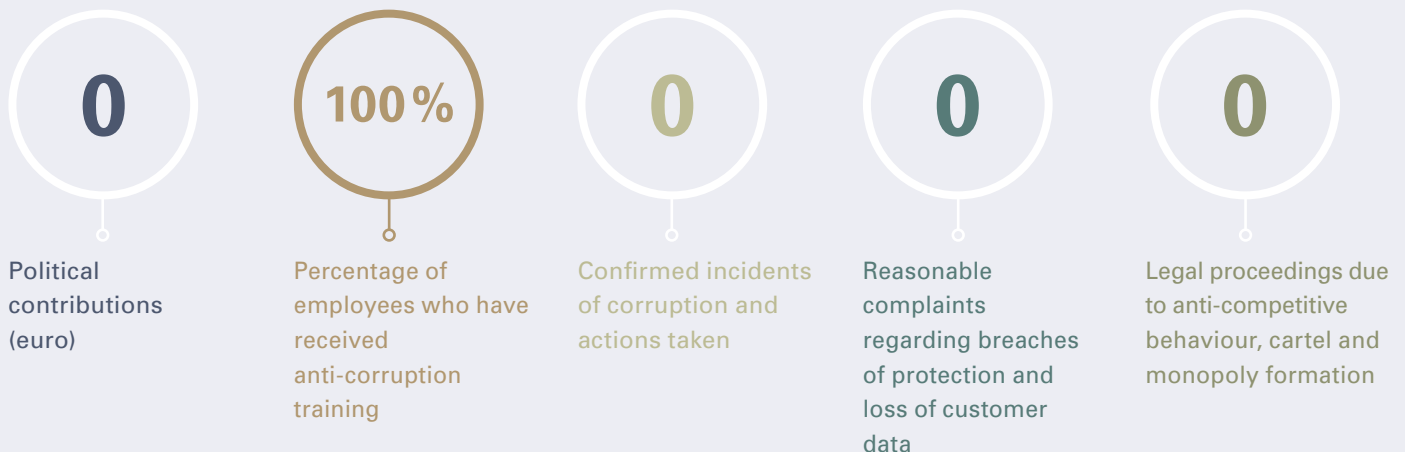 0
Political
contributions
(euro)
100 %
Percentage of
employees who have
received
anti-corruption
training
0
Confirmed incidents
of corruption and
actions taken
0
Reasonable
complaints
regarding breaches
of protection and
loss of customer
data
0
Legal proceedings due
to anti-competitive
behaviour, cartel and
monopoly formation